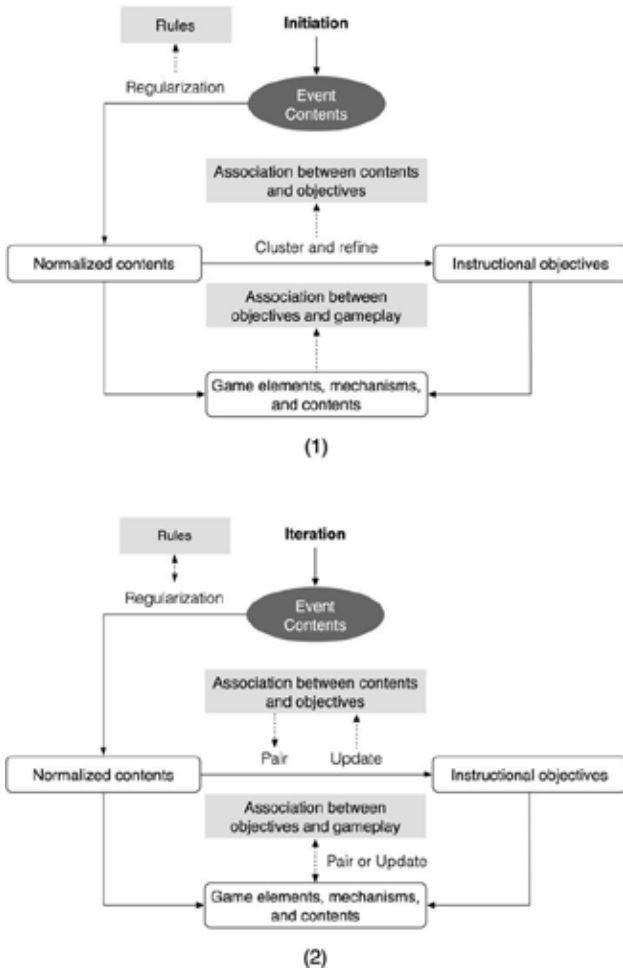 Rules
Initiation
Regularization
Event
Contents
Association between contents
and objectives
Normalized contents
Cluster and refine
Instructional objectives
Association between
objectives and gameplay
Game elements, mechanisms,
and contents
(1)
Rules
Iteration
Regularization
Event
Contents
Association between contents
and objectives
Pair
Update
Normalized contents
Instructional objectives
Association between
objectives and gameplay
Pair or Update
Game elements, mechanisms,
and contents
(2)